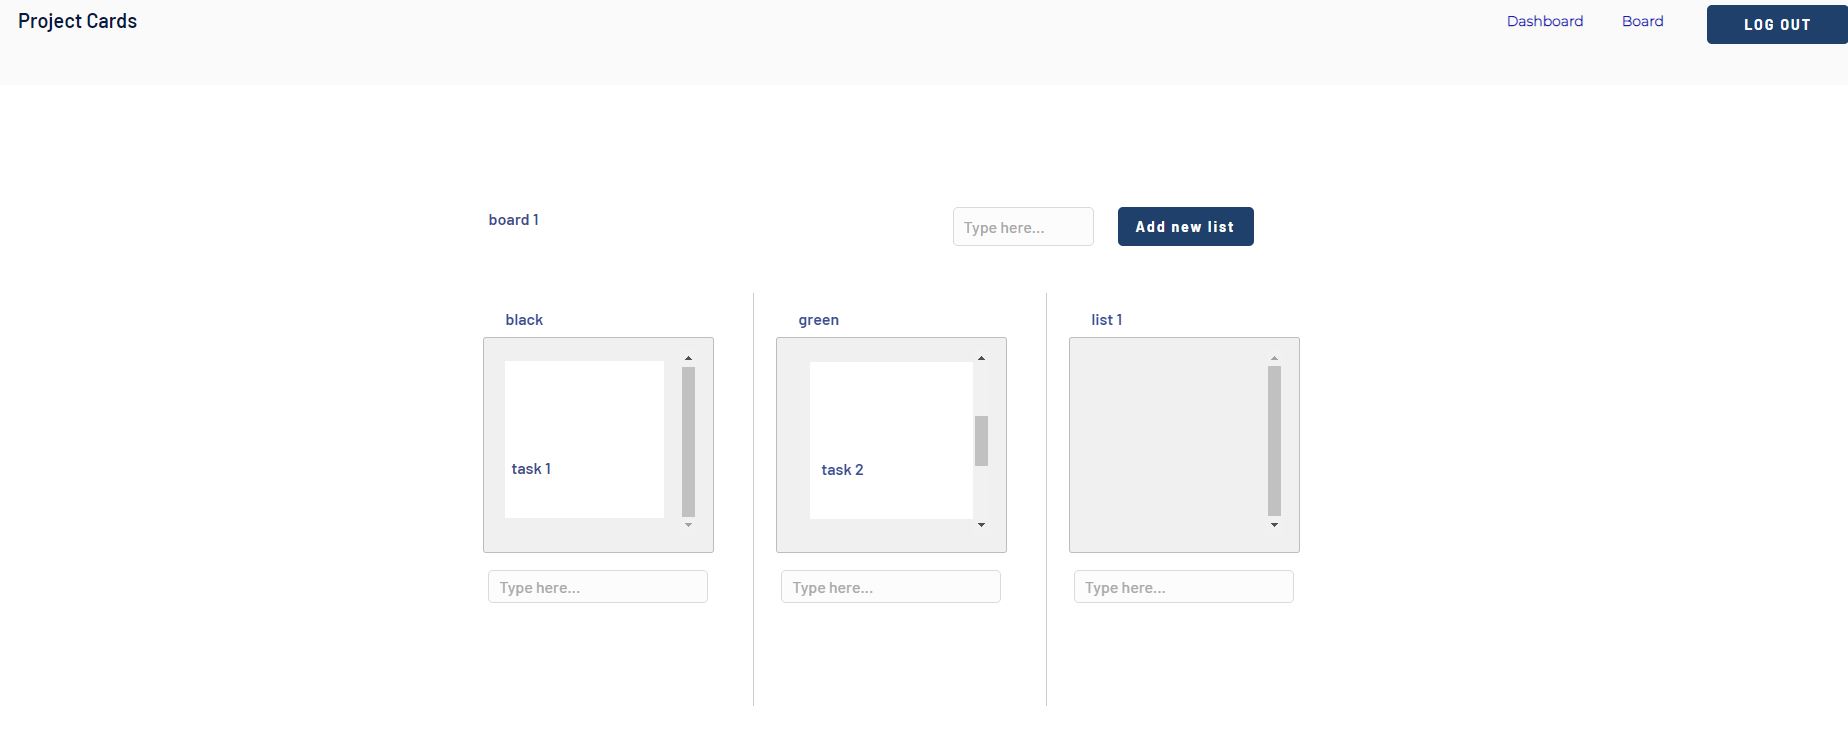 Project Cards
Dashboard
Board
LOG OUT
board 1
Type here...
Add new list
black
green
list 1
task 1
task 2
Type here...
Type here...
Type here...